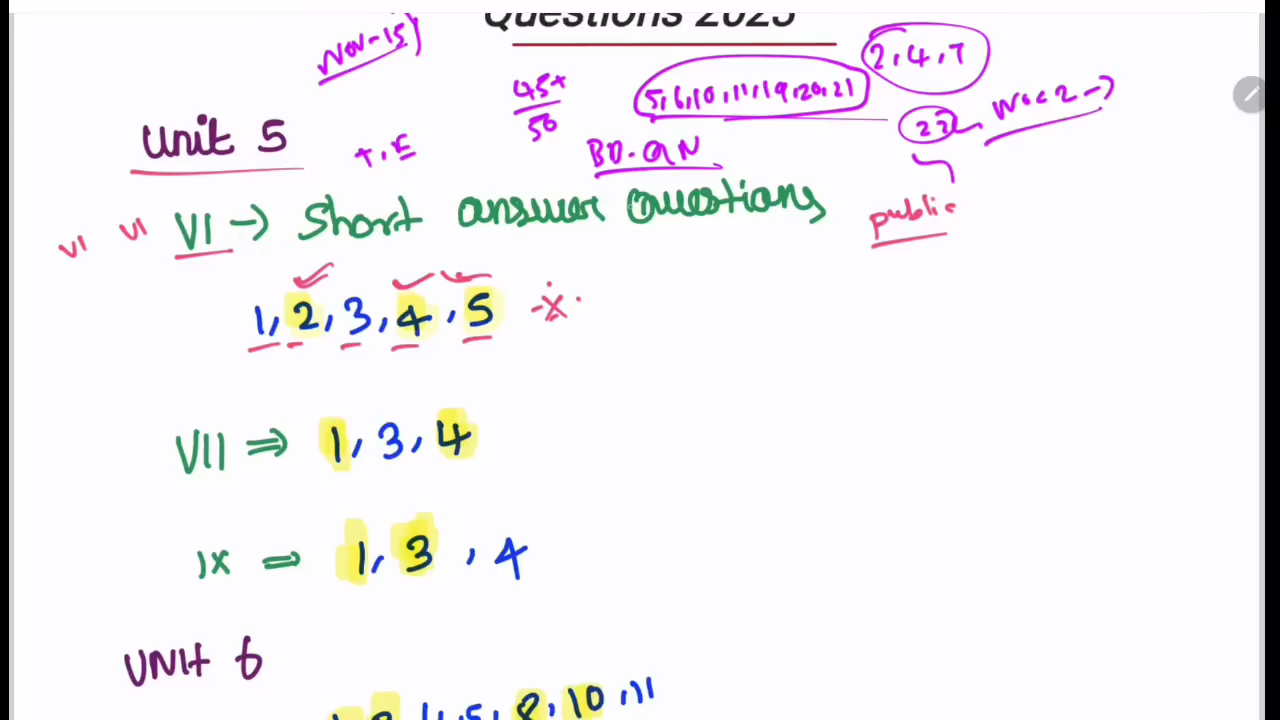 Questions 2025
Nov-15)
45+
50
5,6,10,11,19,20,21
2,4,7
22
Unit 5
BD. QN
public
VI VI VI → Short answer Questions
1, 2, 3, 4, 5
VII ⇒ 1, 3, 4
IX ⇒ 1, 3, 4
UNIT 6
8, 10, 11